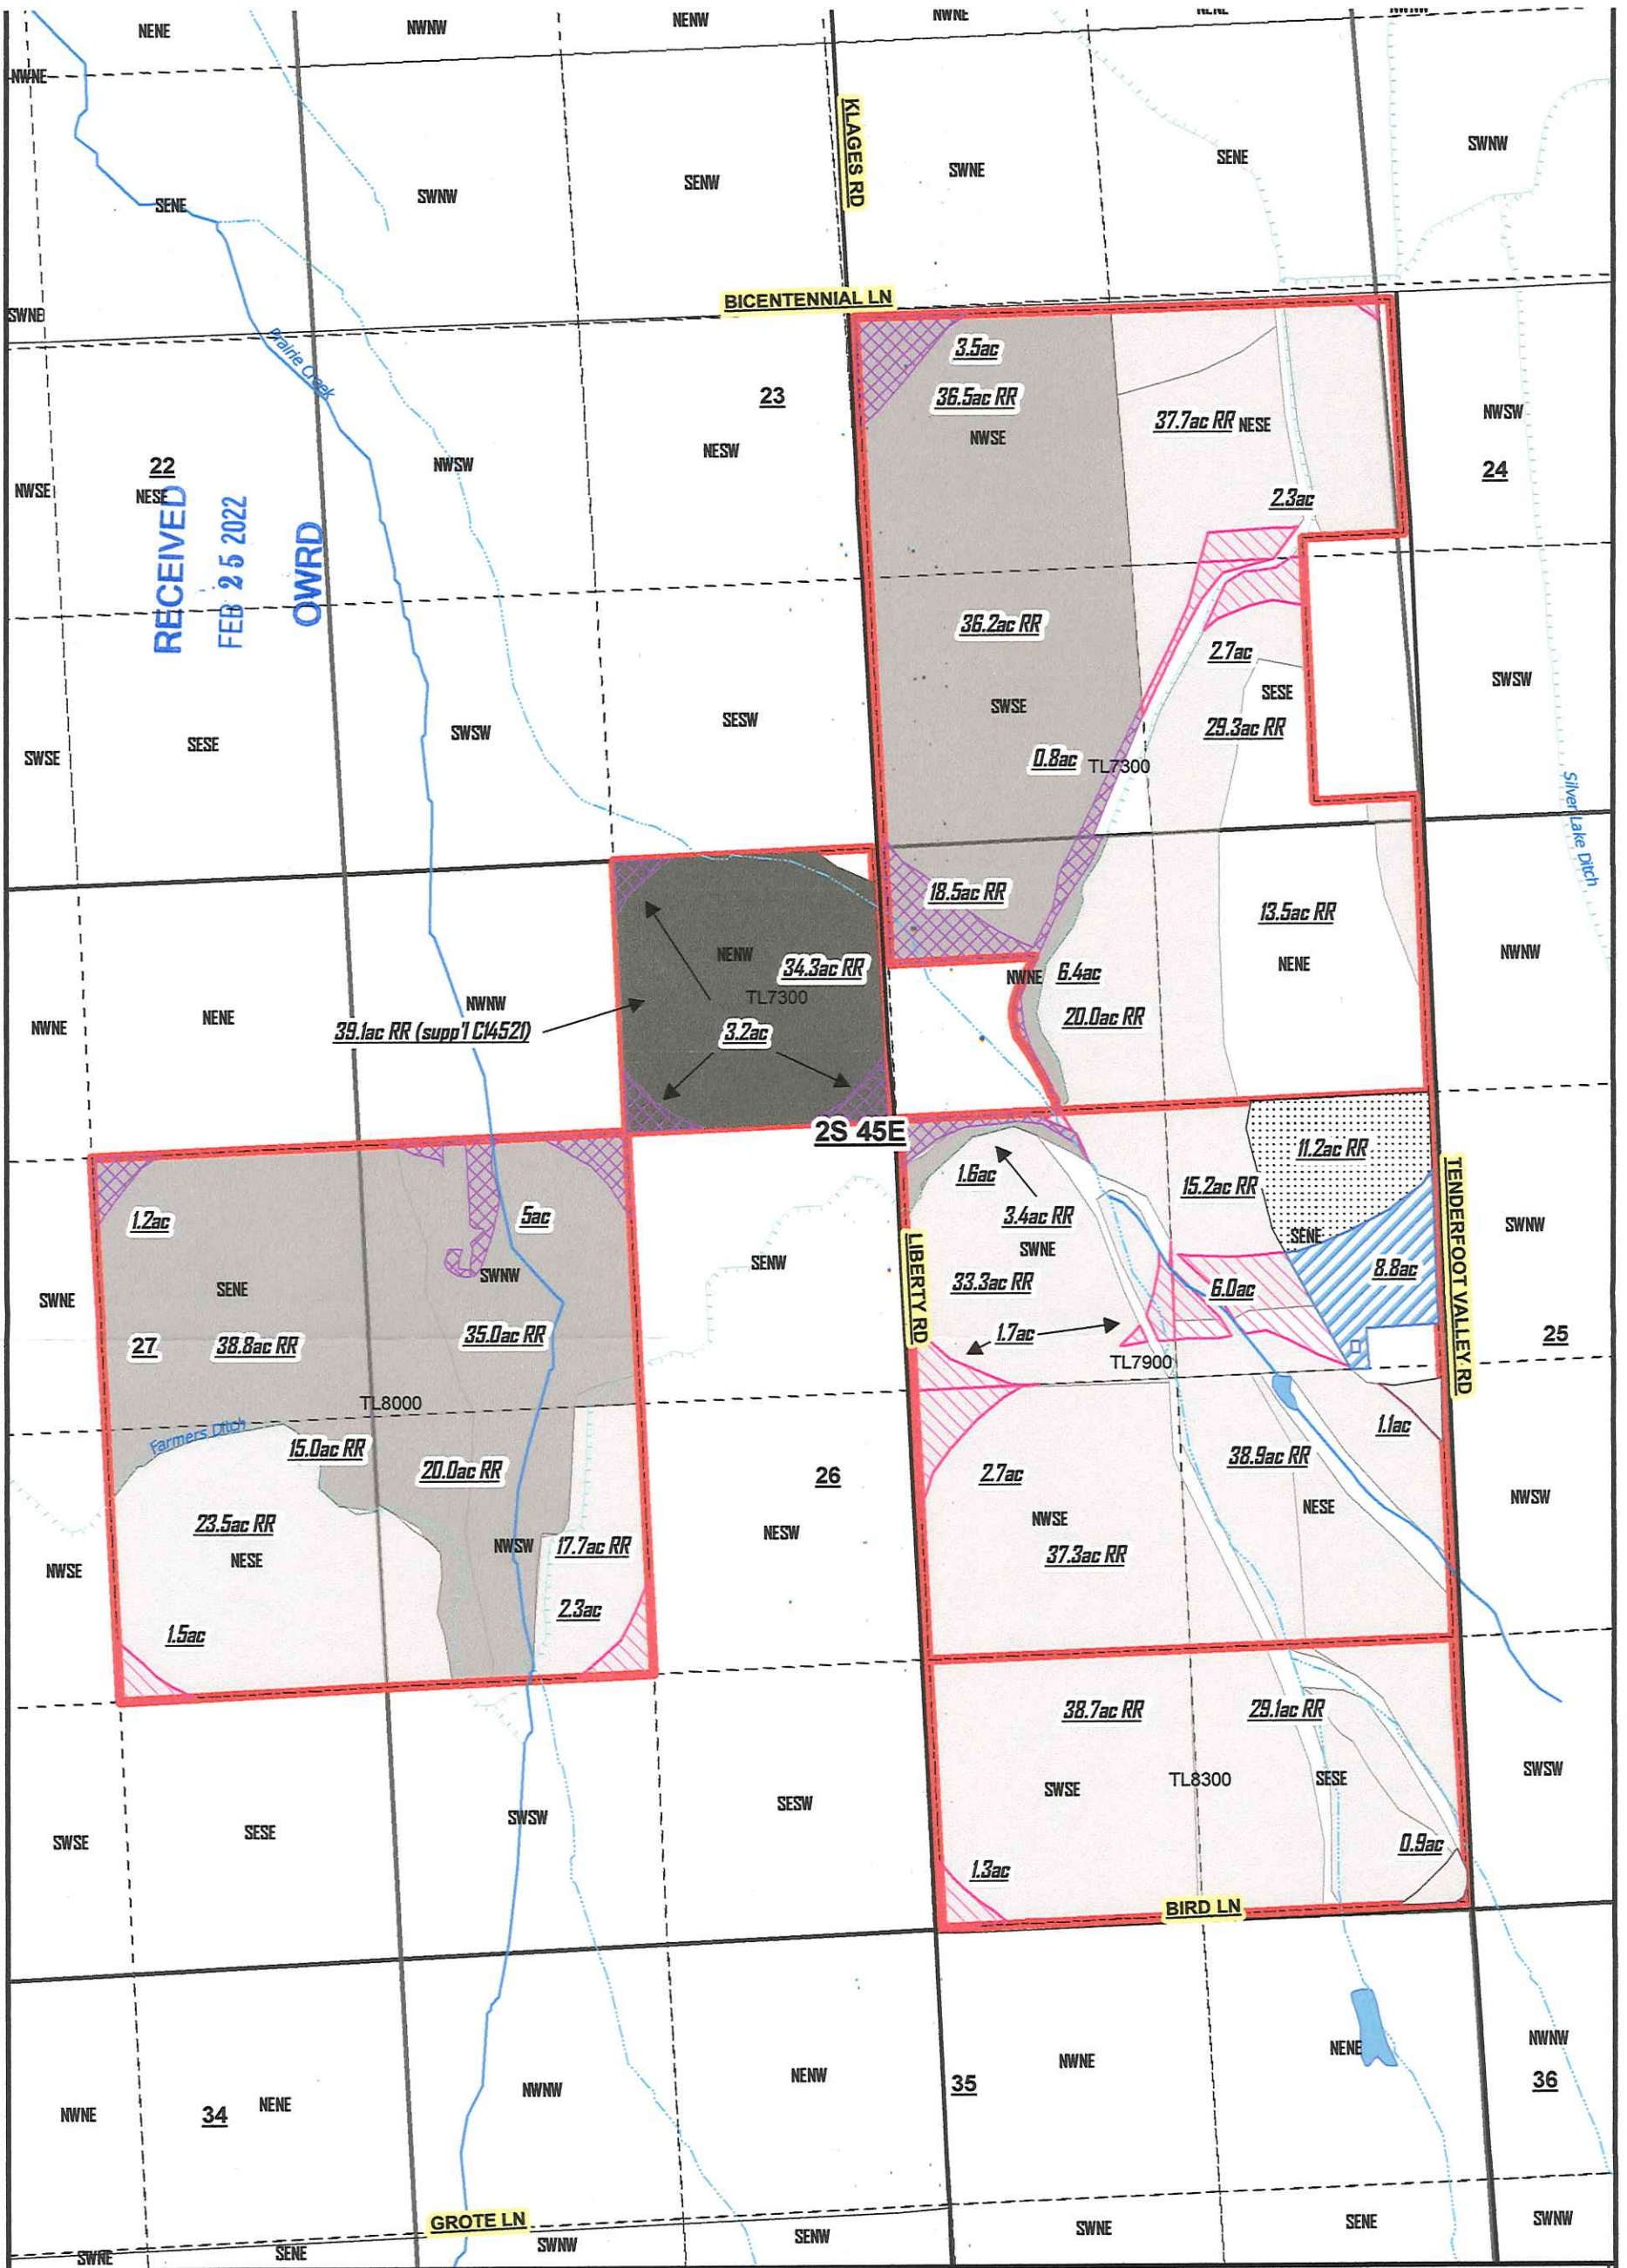 NENE
NWNW
NENW
NWNE
NWNE
SENE
SWNW
SENW
KLAGES RD
SWNE
SENE
SWNW
BICENTENNIAL LN
Prairie Creek
3.5ac
36.5ac RR
NWSE
37.7ac RR NESE
NWSW
23
24
22
NWSE
NESE
NWSW
NESW
RECEIVED
FEB 25 2022
OWRD
2.3ac
36.2ac RR
2.7ac
SESE
29.3ac RR
SWSW
SWSE
0.8ac
TL7300
SWSE
SESE
SWSW
SESW
Silver Lake Ditch
18.5ac RR
13.5ac RR
NENE
NWNW
NENW
34.3ac RR
TL7300
3.2ac
NWNE
6.4ac
20.0ac RR
NWNE
NENE
NWNW
39.1ac RR (supp'l C14521)
2S 45E
11.2ac RR
1.6ac
15.2ac RR
3.4ac RR
SWNE
SENE
33.3ac RR
6.0ac
8.8ac
1.7ac
TL7900
LIBERTY RD
TENDERFOOT VALLEY RD
SWNW
25
1.2ac
5ac
SWNE
SENE
SWNW
SENW
27
38.8ac RR
35.0ac RR
TL8000
Farmers Ditch
15.0ac RR
20.0ac RR
26
23.5ac RR
NESE
NWSW
17.7ac RR
NESW
NWSE
1.5ac
2.3ac
1.1ac
38.9ac RR
2.7ac
NWSE
NESE
37.3ac RR
NWSW
38.7ac RR
29.1ac RR
TL8300
SWSE
SESE
SWSW
0.9ac
1.3ac
BIRD LN
SWSE
SESE
SWSW
SESW
NWNE
34
NENE
NWNW
NENW
35
NWNE
NENE
NWNW
36
GROTE LN
SWNE
SENE
SWNW
SENW
SWNE
SENE
SWNW